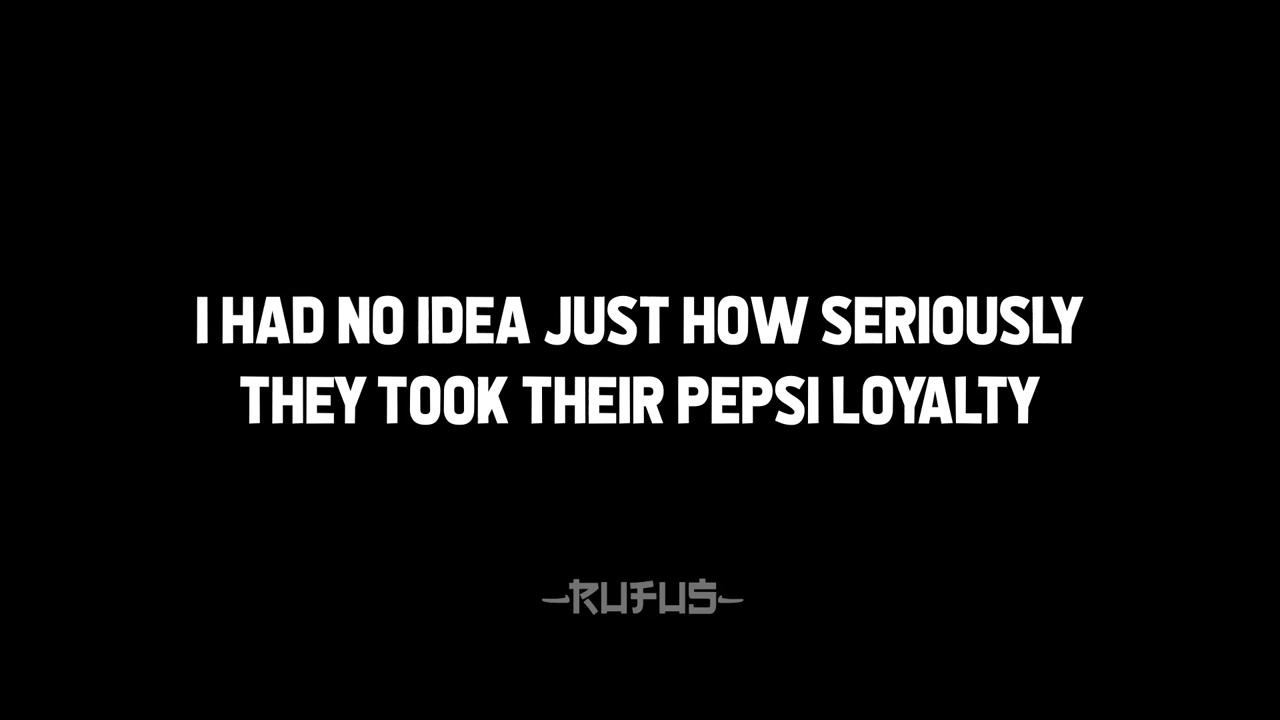 I HAD NO IDEA JUST HOW SERIOUSLY
THEY TOOK THEIR PEPSI LOYALTY
RUFUS